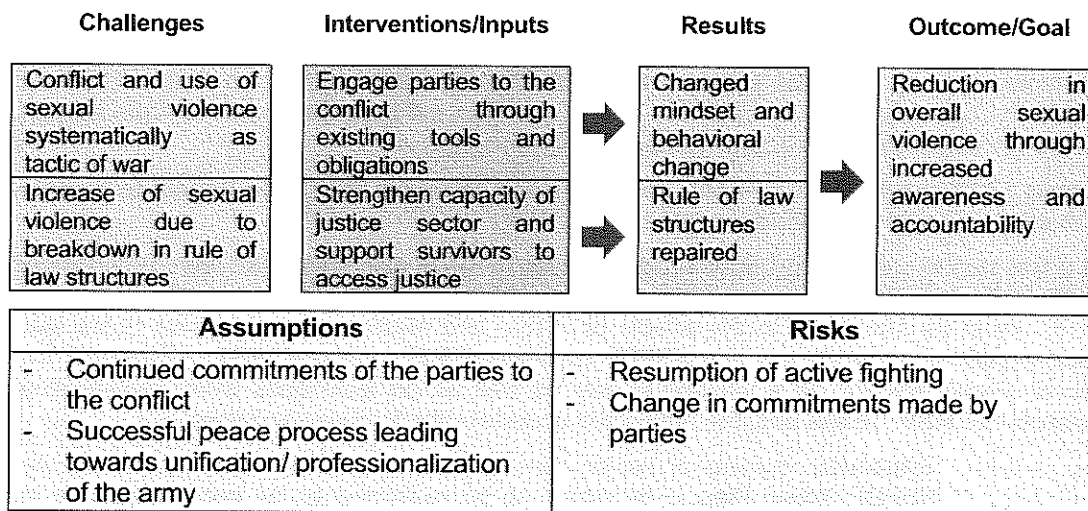 Challenges
Interventions/Inputs
Results
Outcome/Goal
Conflict and use of
sexual violence
systematically as
tactic of war
Increase of sexual
violence due to
breakdown in rule of
law structures
Engage parties to the
conflict through
existing tools and
obligations
Strengthen capacity of
justice sector and
support survivors to
access justice
Changed
mindset and
behavioral
change
Rule of law
structures
repaired
Reduction in
overall sexual
violence through
increased
awareness and
accountability
Assumptions
- Continued commitments of the parties to
the conflict
- Successful peace process leading
towards unification/ professionalization
of the army
Risks
- Resumption of active fighting
- Change in commitments made by
parties